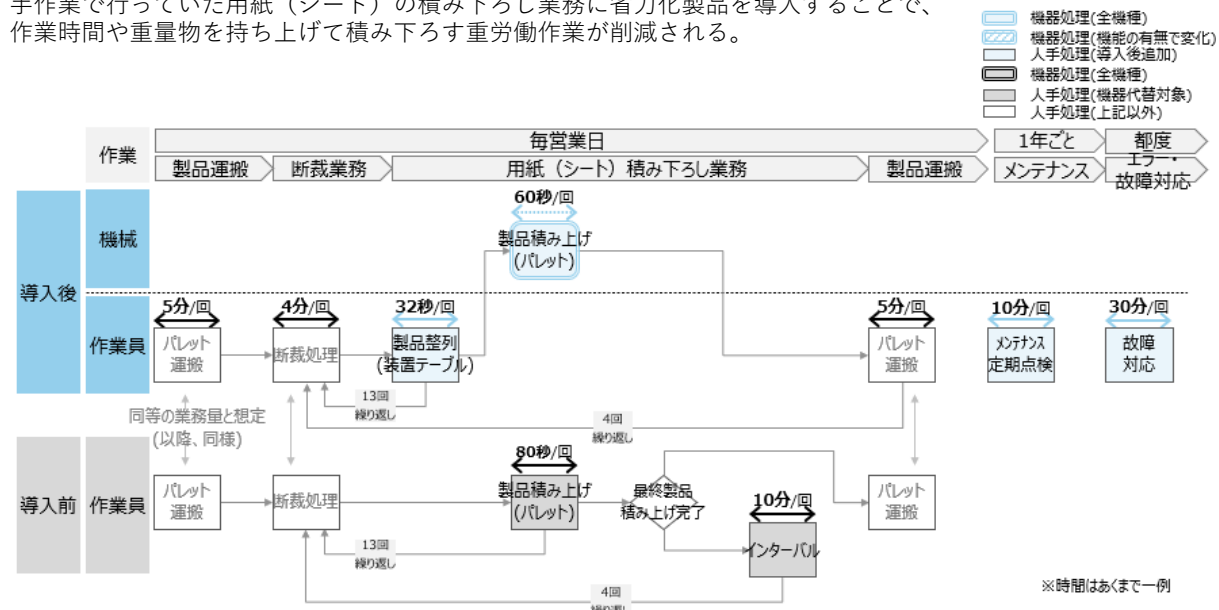 手作業で行っていた用紙（シート）の積み下ろし業務に省力化製品を導入することで、
作業時間や重量物を持ち上げて積み下ろす重労働作業が削減される。
機器処理(全機種)
機器処理(機能の有無で変化)
人手処理(導入後追加)
機器処理(全機種)
人手処理(機器代替対象)
人手処理(上記以外)
作業
毎営業日
1年ごと
都度
製品運搬
断裁業務
用紙（シート）積み下ろし業務
製品運搬
メンテナンス
エラー・
故障対応
導入後
機械
60秒/回
製品積み上げ
(パレット)
作業員
5分/回
パレット
運搬
4分/回
断裁処理
32秒/回
製品整列
(装置テーブル)
5分/回
パレット
運搬
10分/回
メンテナンス
定期点検
30分/回
故障
対応
13回
繰り返し
4回
繰り返し
同等の業務量と想定
(以降、同様)
導入前
作業員
パレット
運搬
断裁処理
80秒/回
製品積み上げ
(パレット)
最終製品
積み上げ完了
10分/回
インターバル
パレット
運搬
13回
繰り返し
4回
繰り返し
※時間はあくまで一例